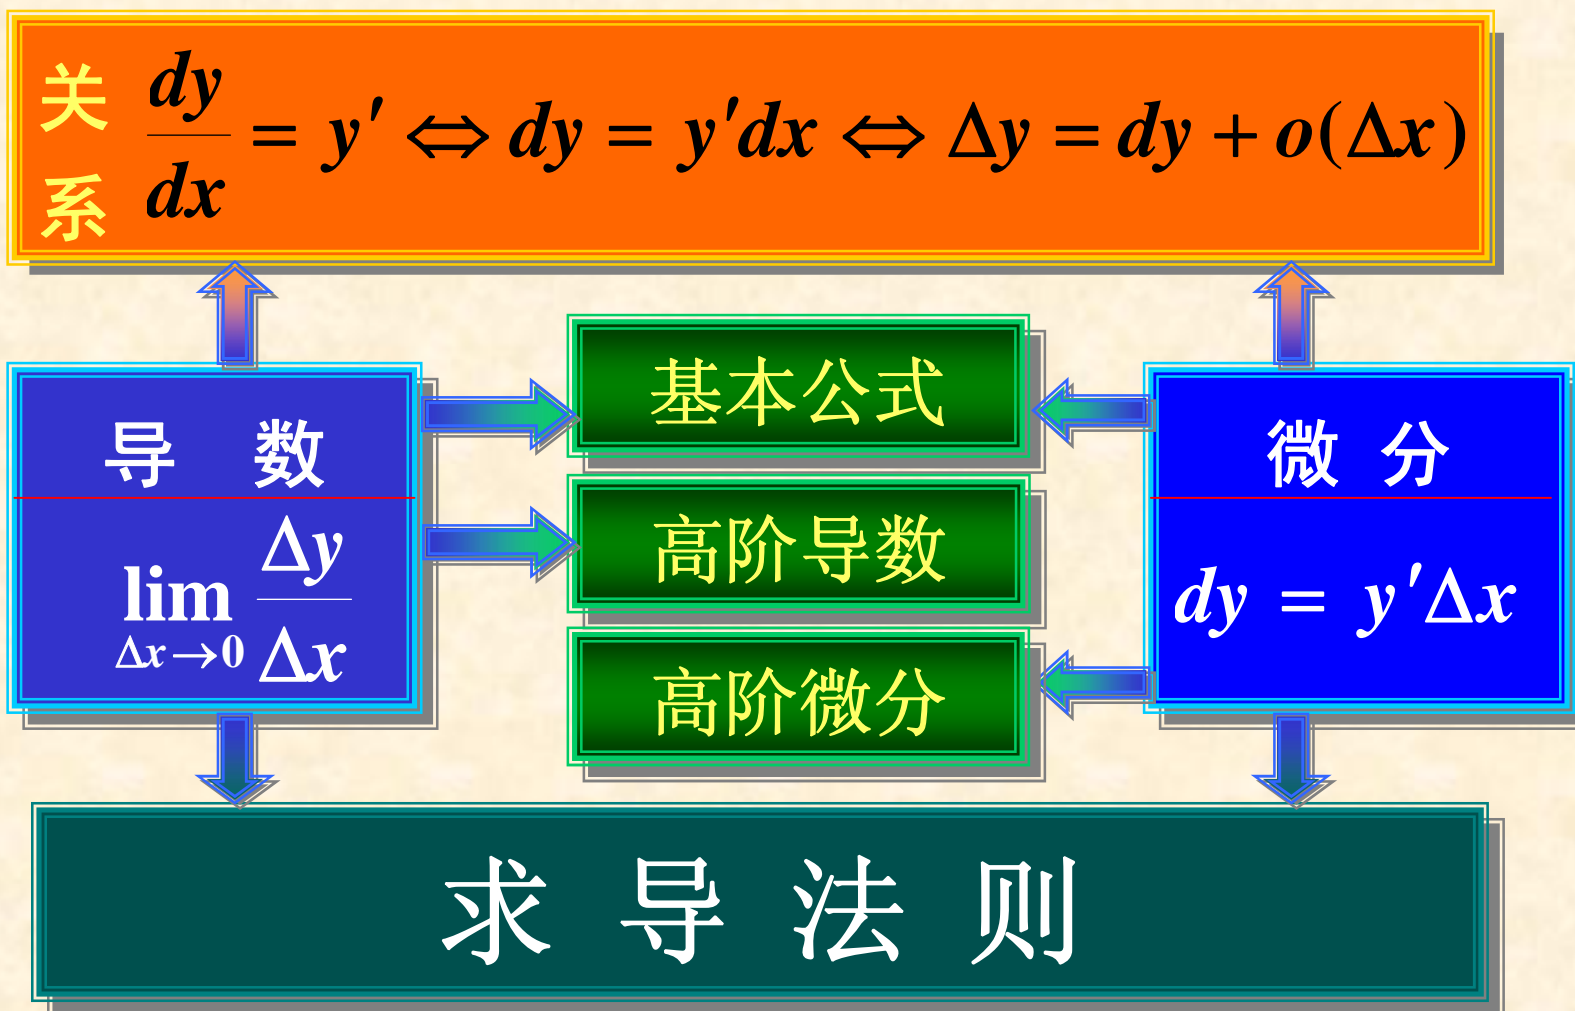 关系 dy/dx = y′ ⇔ dy = y′dx ⇔ Δy = dy + o(Δx)
导 数
lim Δx→0 Δy/Δx
基本公式
高阶导数
高阶微分
微 分
dy = y′Δx
求 导 法 则